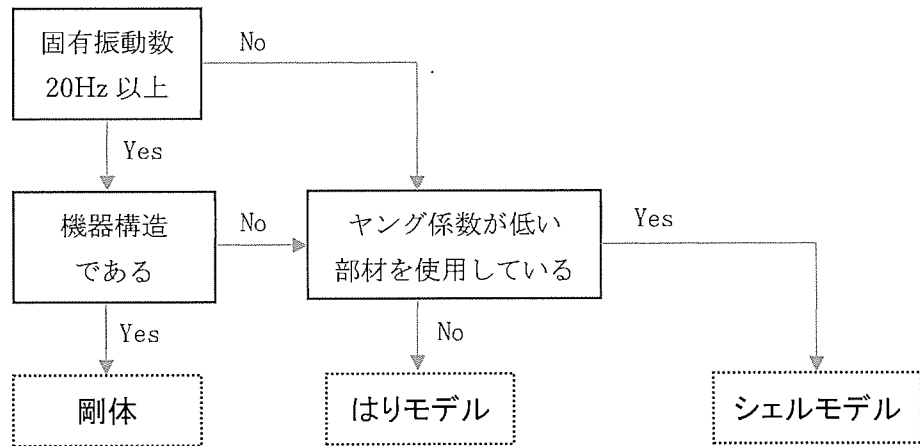 固有振動数
20Hz 以上
No
Yes
機器構造
である
No
ヤング係数が低い
部材を使用している
Yes
Yes
No
剛体
はりモデル
シェルモデル